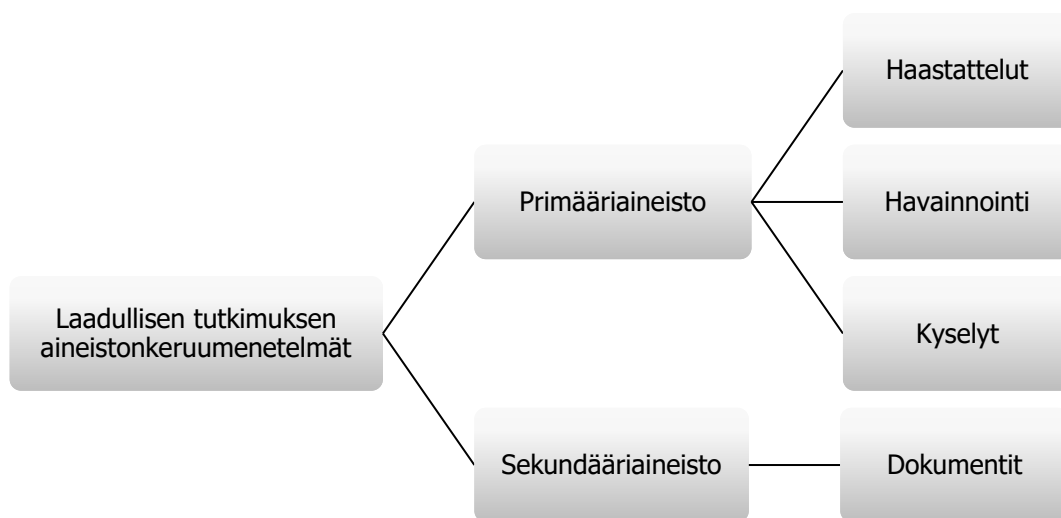 Laadullisen tutkimuksen
aineistonkeruumenetelmät
Primääriaineisto
Haastattelut
Havainnointi
Kyselyt
Sekundääriaineisto
Dokumentit